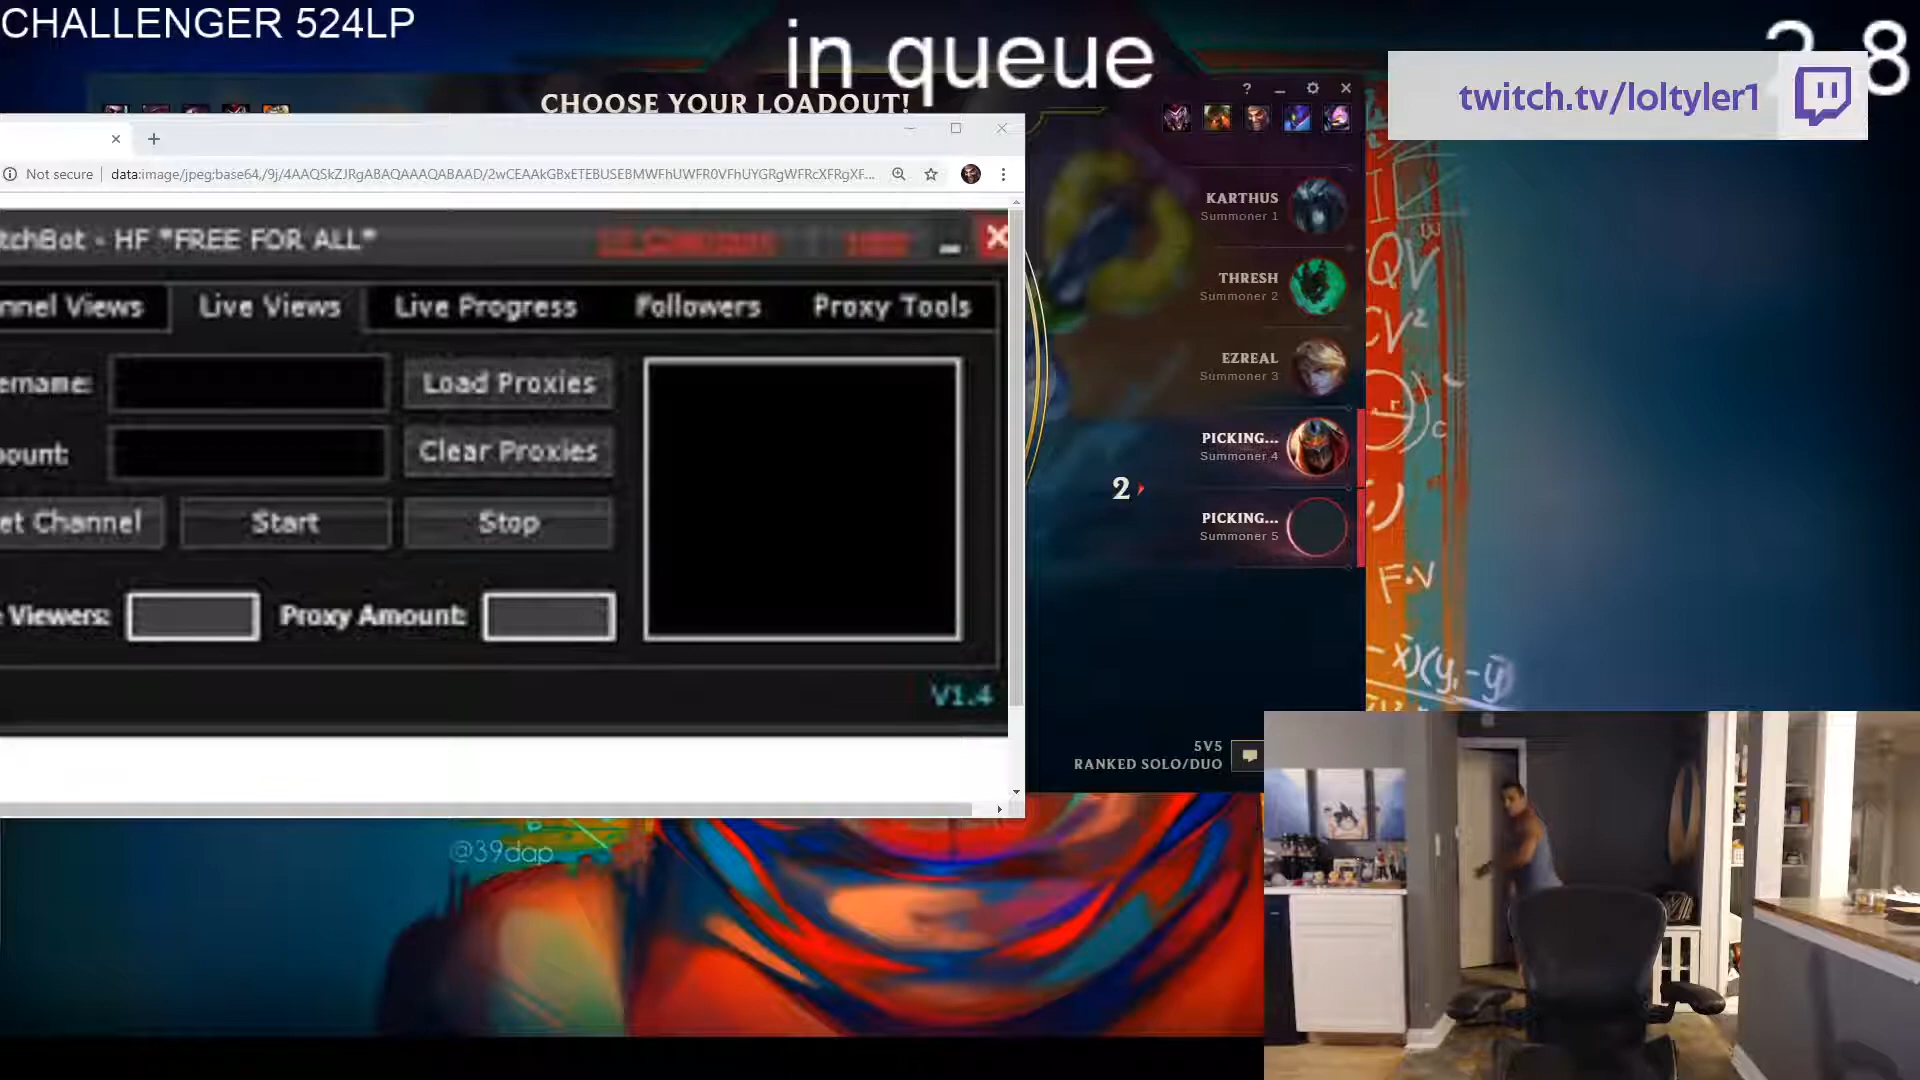 CHALLENGER 524LP
in queue
8
twitch.tv/loltyler1
CHOOSE YOUR LOADOUT!
Not secure
data:image/jpeg;base64,/9j/4AAQSkZJRgABAQAAAQABAAD/2wCEAAkGBxETEBUSEBMWFhUWFR0VFhUYGRgWFRcXFRgXF...
tchBot - HF *FREE FOR ALL*
nnel Views
Live Views
Live Progress
Followers
Proxy Tools
ername:
Load Proxies
ount:
Clear Proxies
et Channel
Start
Stop
Viewers:
Proxy Amount:
V1.4
KARTHUS
Summoner 1
THRESH
Summoner 2
EZREAL
Summoner 3
PICKING...
Summoner 4
2
PICKING...
Summoner 5
5V5
RANKED SOLO/DUO
QV
CV²
r
c
F·V
-x̄)(y, -ȳ)
@39dap